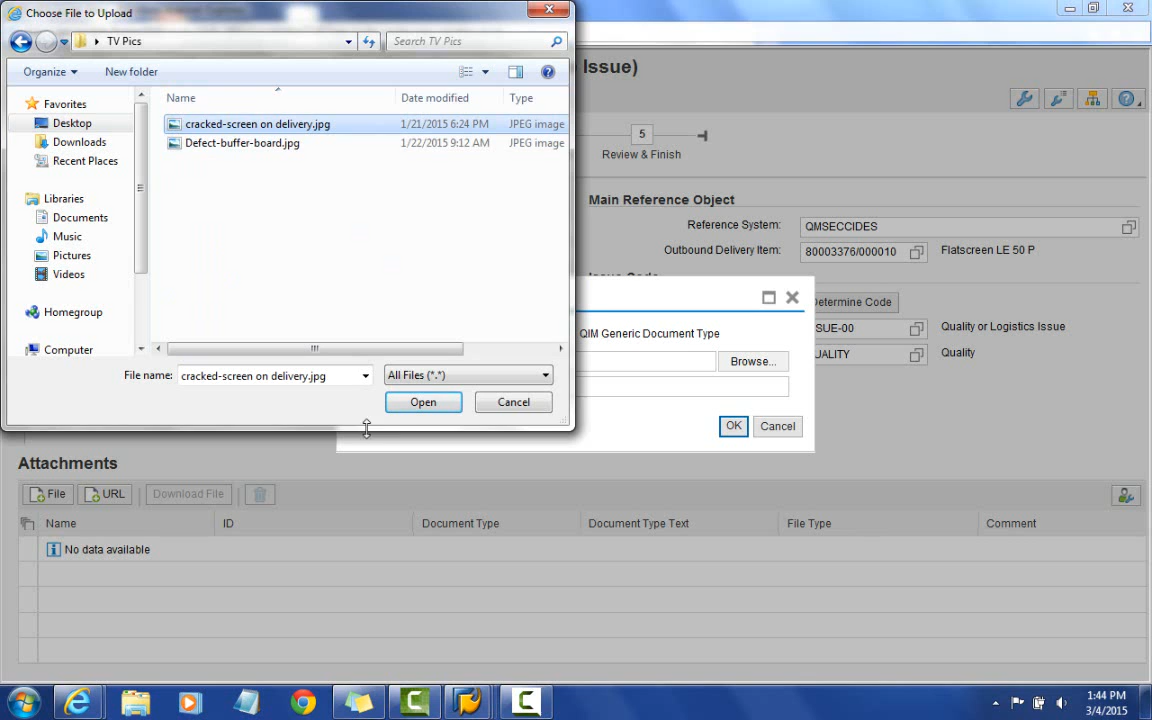 Choose File to Upload
TV Pics
Search TV Pics
Issue)
Organize
New folder
Favorites
Desktop
Downloads
Recent Places
Libraries
Documents
Music
Pictures
Videos
Homegroup
Computer
Name
Date modified
Type
cracked-screen on delivery.jpg
1/21/2015 6:24 PM
JPEG image
Defect-buffer-board.jpg
1/22/2015 9:12 AM
JPEG image
File name:
cracked-screen on delivery.jpg
All Files (*.*)
Open
Cancel
5
Review & Finish
Main Reference Object
Reference System:
QMSECCIDES
Outbound Delivery Item:
80003376/000010
Flatscreen LE 50 P
Determine Code
SUE-00
Quality or Logistics Issue
UALITY
Quality
QIM Generic Document Type
Browse...
OK
Cancel
Attachments
File
URL
Download File
Name
ID
Document Type
Document Type Text
File Type
Comment
No data available
1:44 PM
3/4/2015